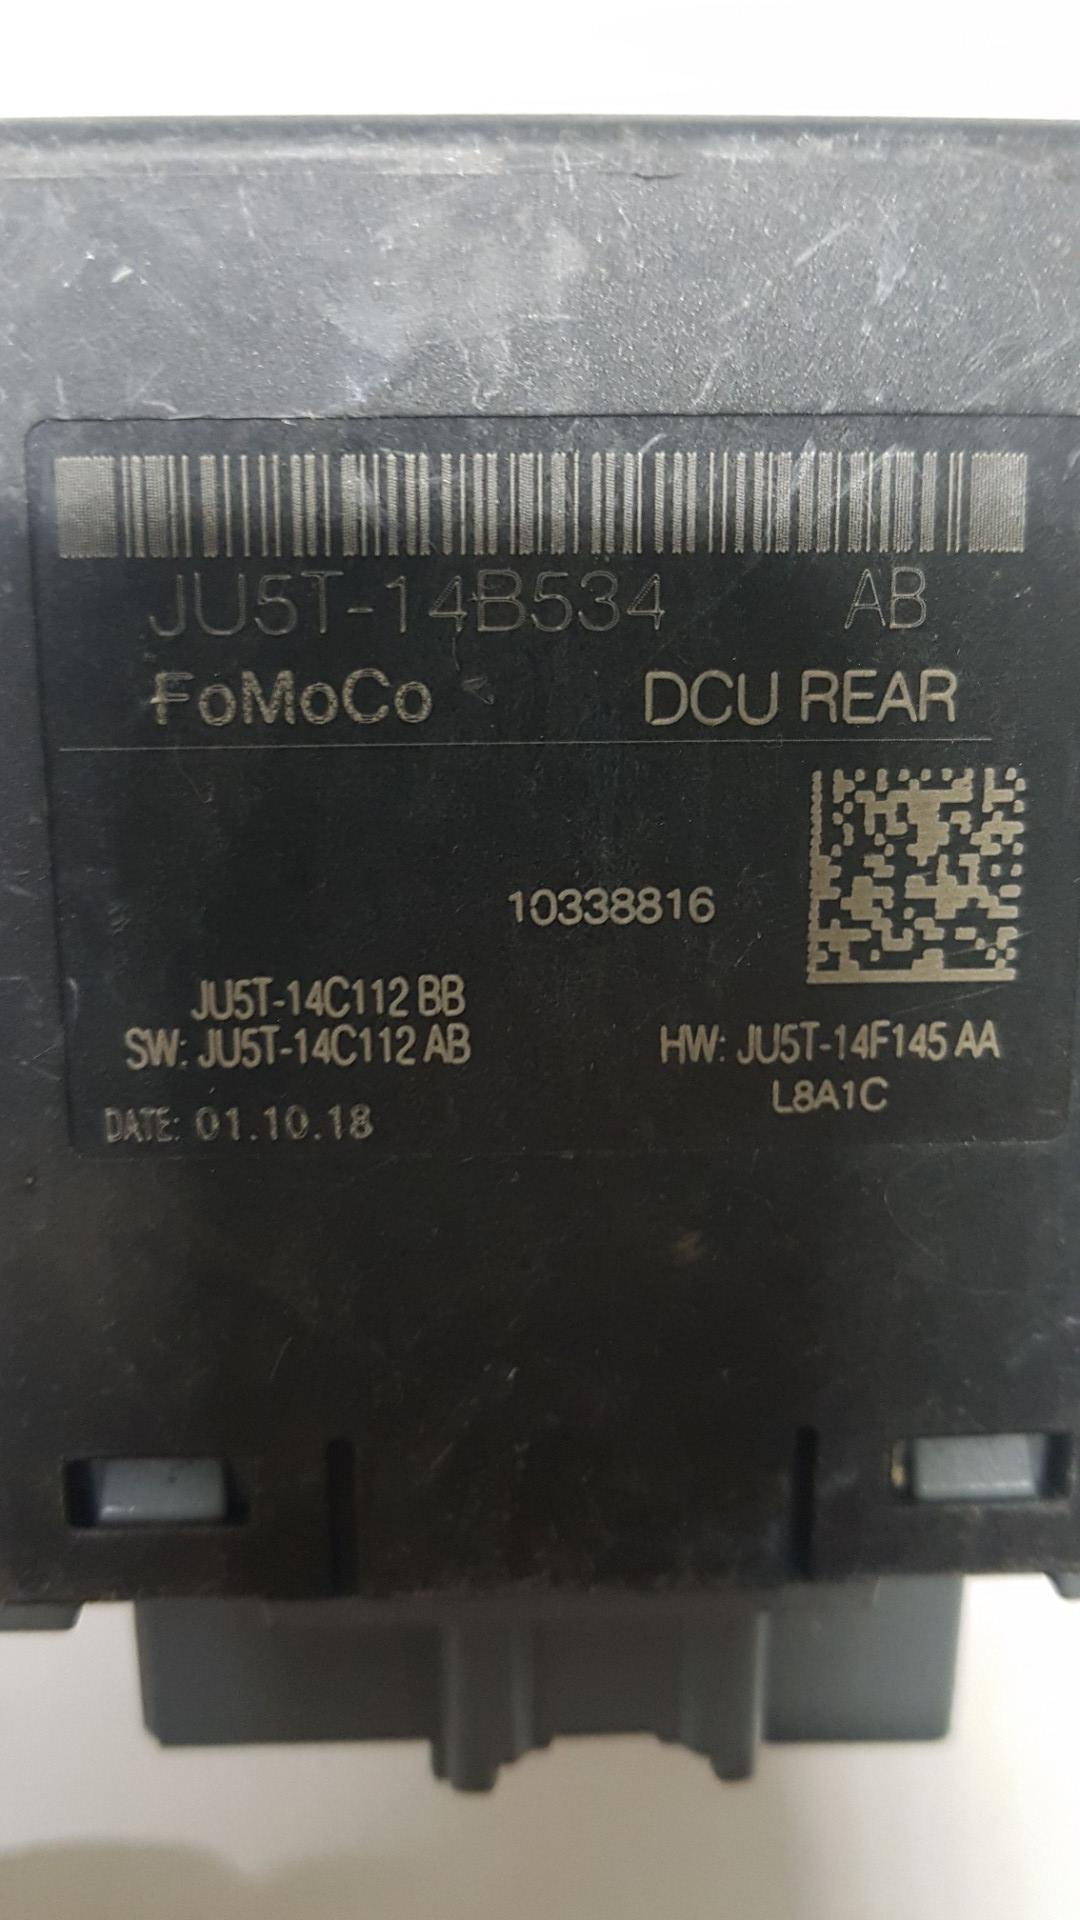 JU5T-14B534 AB
FoMoCo DCU REAR
10338816
JU5T-14C112 BB
SW: JU5T-14C112 AB HW: JU5T-14F145 AA
L8A1C
DATE: 01.10.18